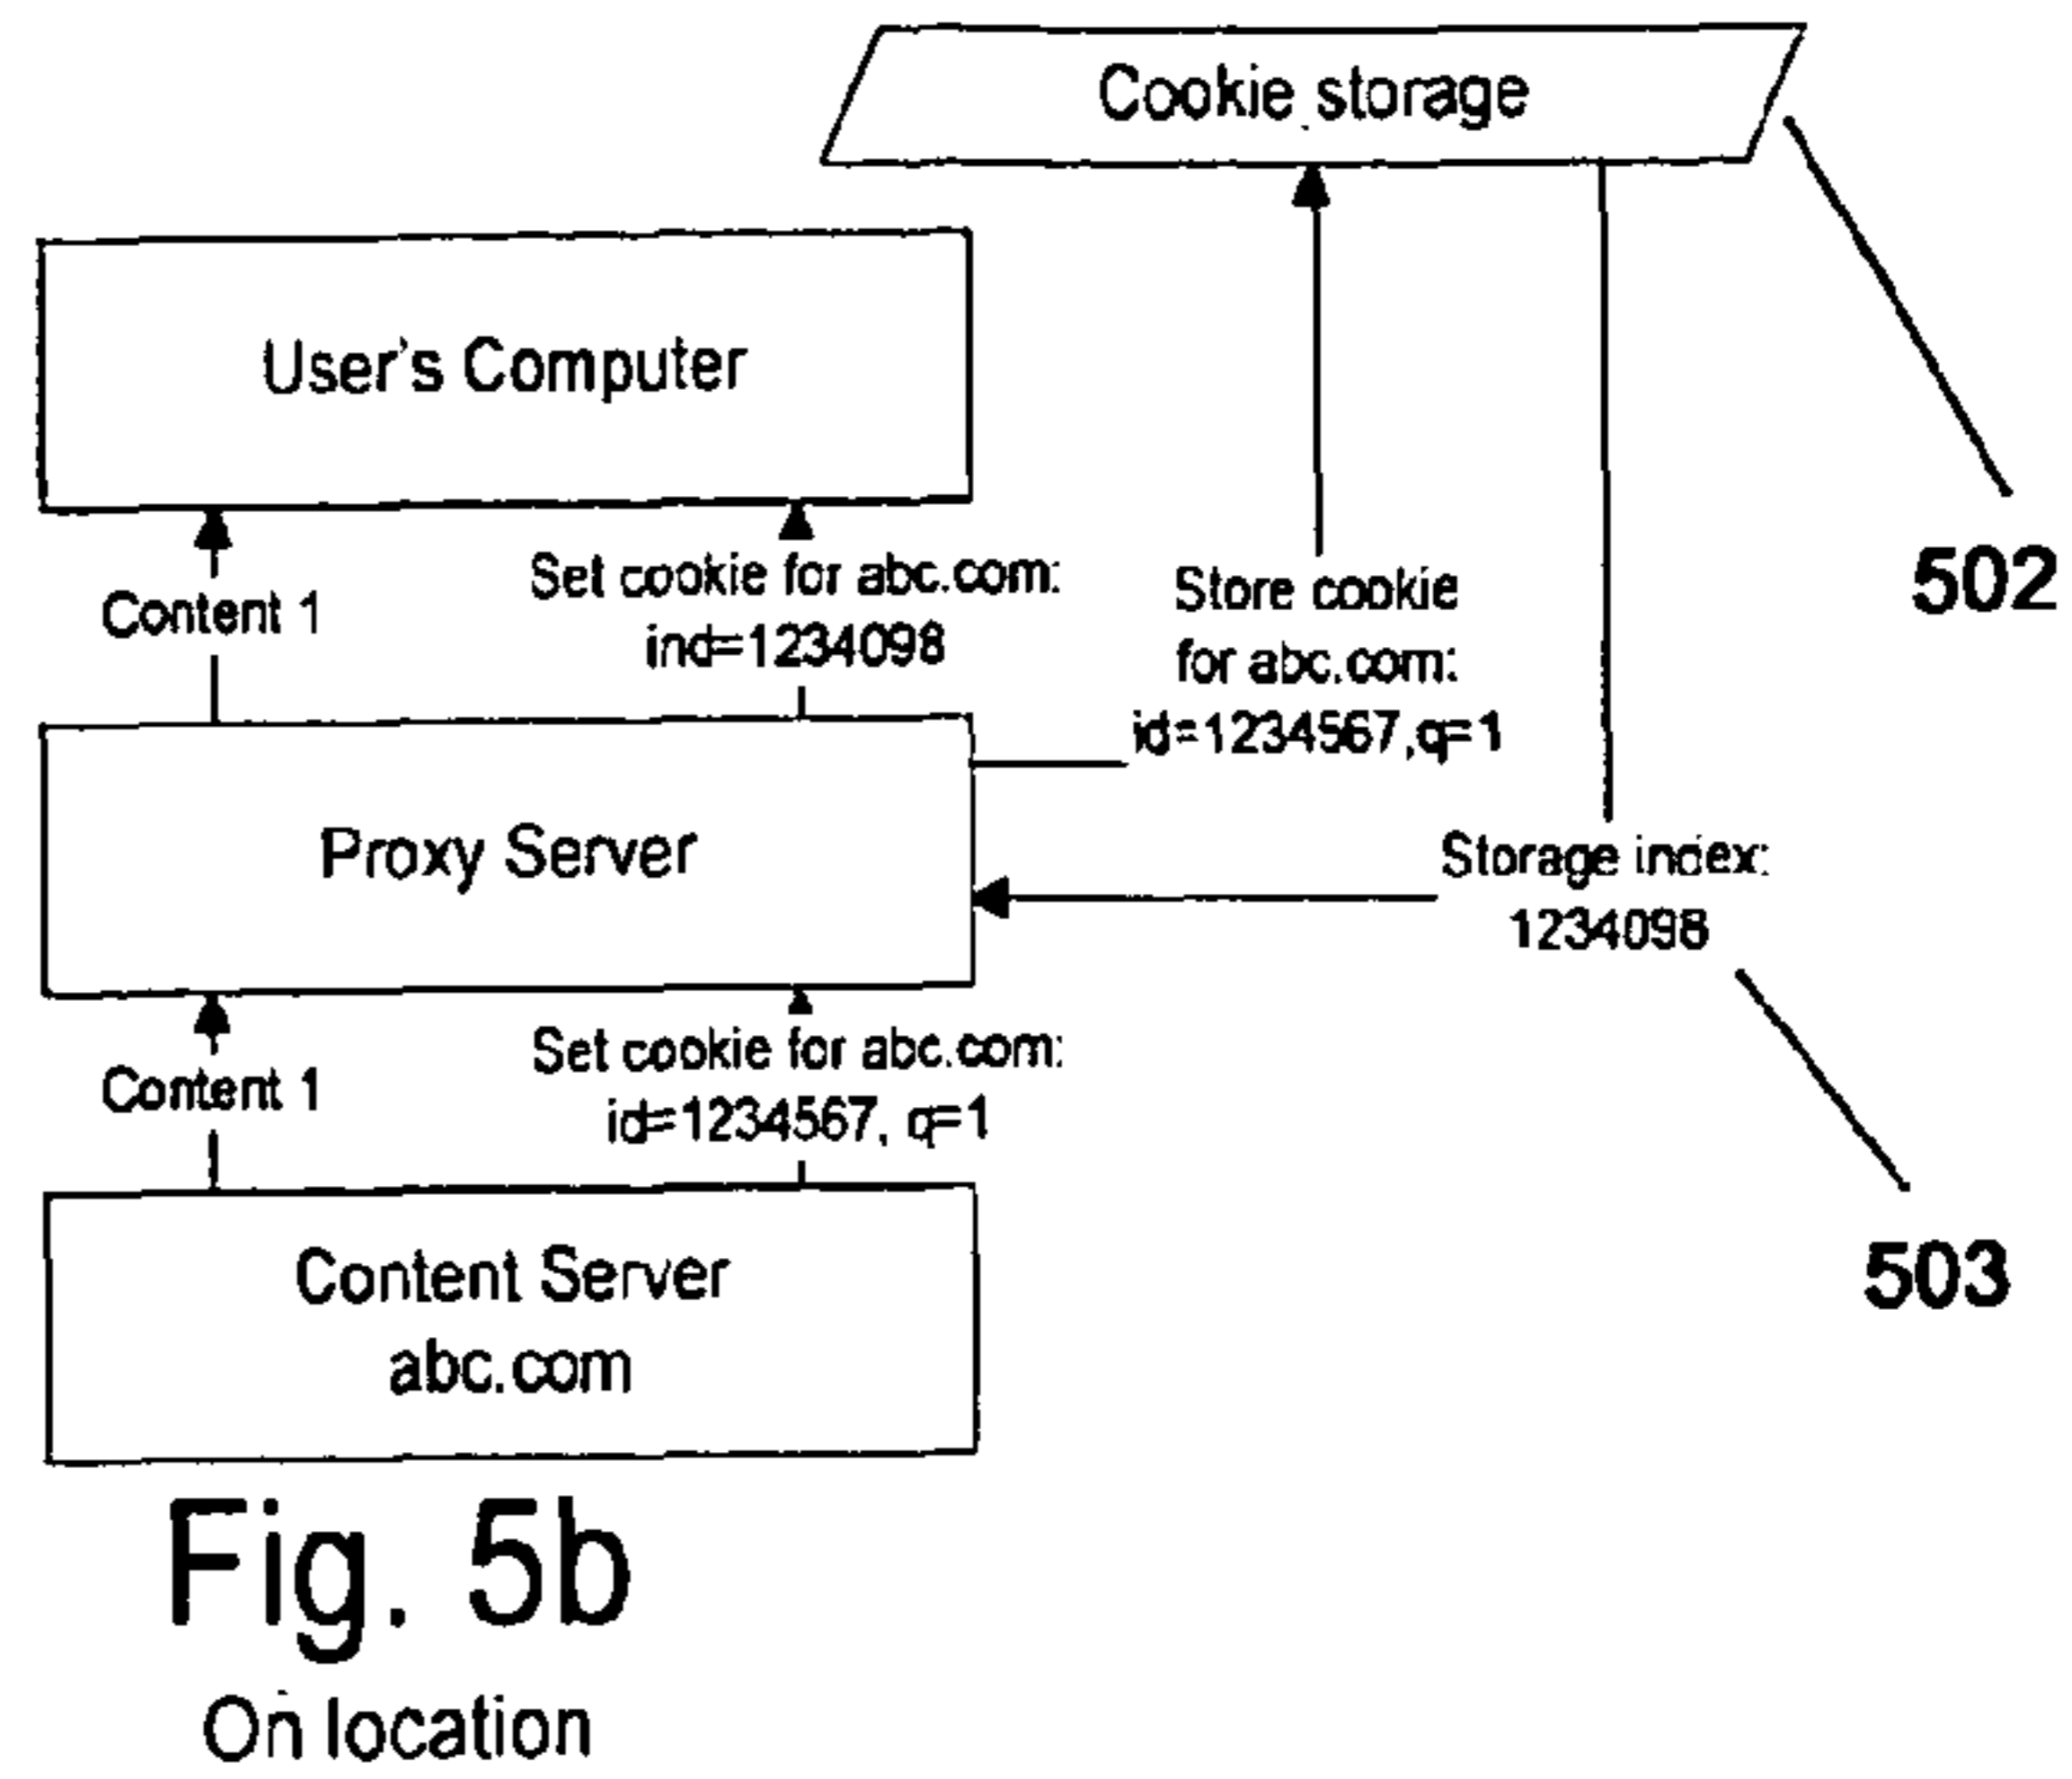 Cookie storage
User's Computer
Content 1
Set cookie for abc.com:
ind=1234098
Store cookie
for abc.com:
id=1234567,q=1
502
Proxy Server
Storage index:
1234098
Content 1
Set cookie for abc.com:
id=1234567, q=1
503
Content Server
abc.com
Fig. 5b
On location